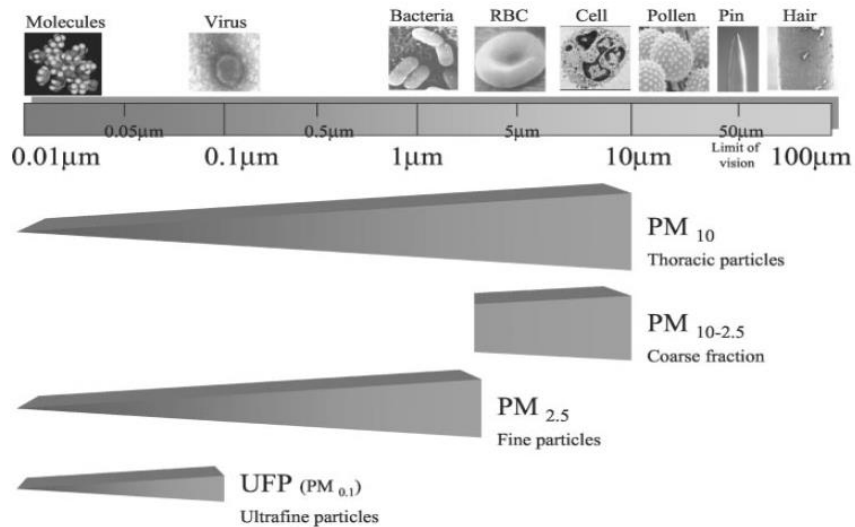 Molecules Virus Bacteria RBC Cell Pollen Pin Hair
0.05μm 0.5μm 5μm 50μm
Limit of vision
0.01μm 0.1μm 1μm 10μm 100μm
PM 10
Thoracic particles
PM 10-2.5
Coarse fraction
PM 2.5
Fine particles
UFP (PM 0.1)
Ultrafine particles